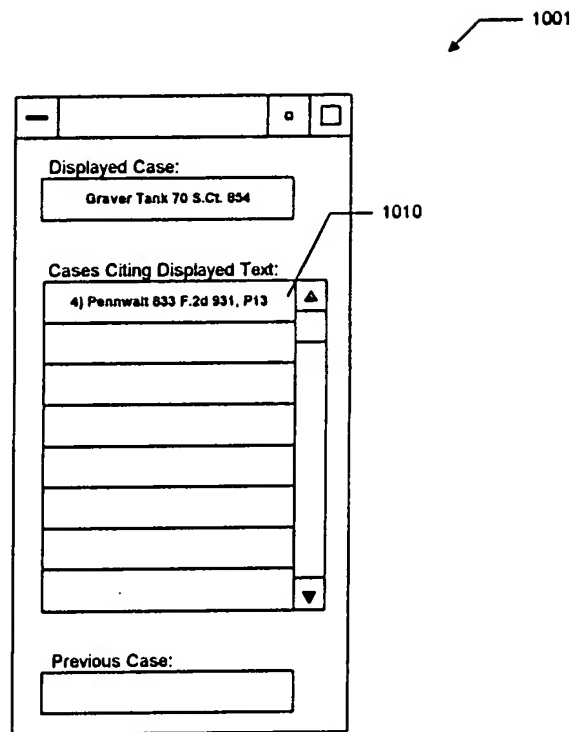 1001
Displayed Case:
Graver Tank 70 S.Ct. 854
1010
Cases Citing Displayed Text:
4) Pennwalt 833 F.2d 931, P13
Previous Case: